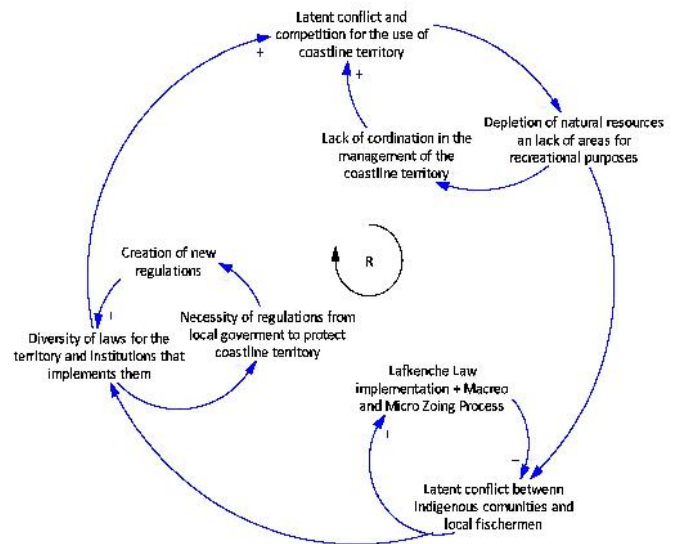 Latent conflict and
competition for the use of
coastline territory
+
+
Depletion of natural resources
an lack of areas for
recreational purposes
Lack of cordination in the
management of the
coastline territory
R
Creation of new
regulations
+
Necessity of regulations from
local goverment to protect
coastline territory
Diversity of laws for the
territory and institutions that
implements them
Lafkenche Law
implementation + Macreo
and Micro Zoing Process
+
–
Latent conflict betwenn
Indigenous comunities and
local fischermen